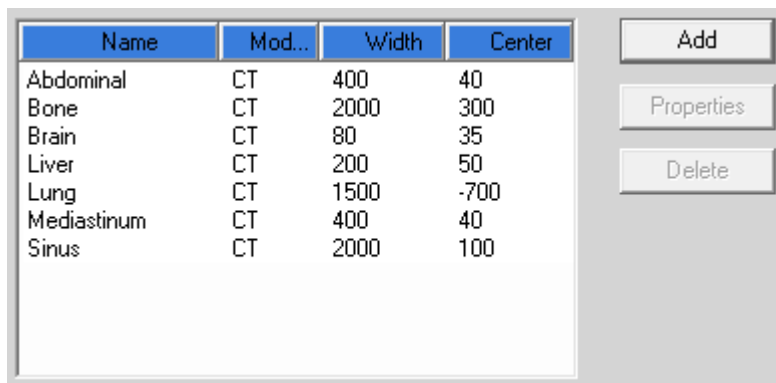 Name Mod... Width Center Add
Abdominal CT 400 40
Bone CT 2000 300 Properties
Brain CT 80 35
Liver CT 200 50 Delete
Lung CT 1500 -700
Mediastinum CT 400 40
Sinus CT 2000 100